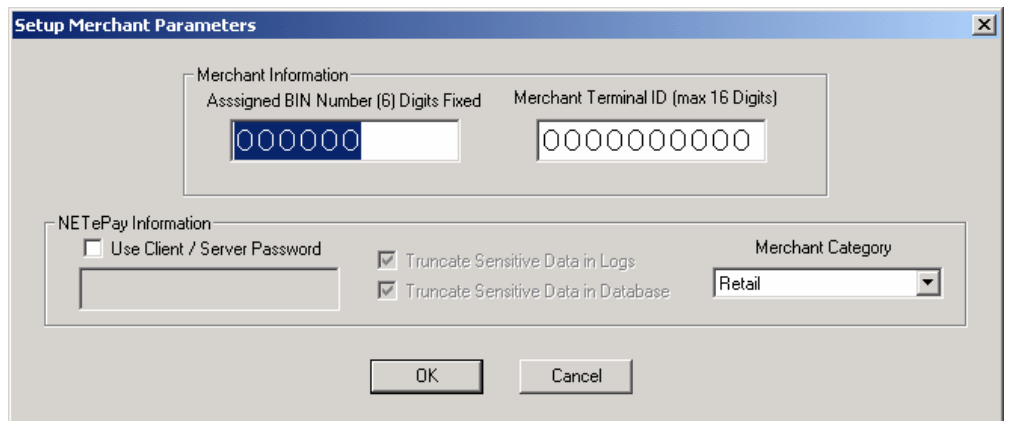 Setup Merchant Parameters
Merchant Information
Asssigned BIN Number (6) Digits Fixed
Merchant Terminal ID (max 16 Digits)
000000
0000000000
NETePay Information
Use Client / Server Password
Truncate Sensitive Data in Logs
Truncate Sensitive Data in Database
Merchant Category
Retail
OK
Cancel